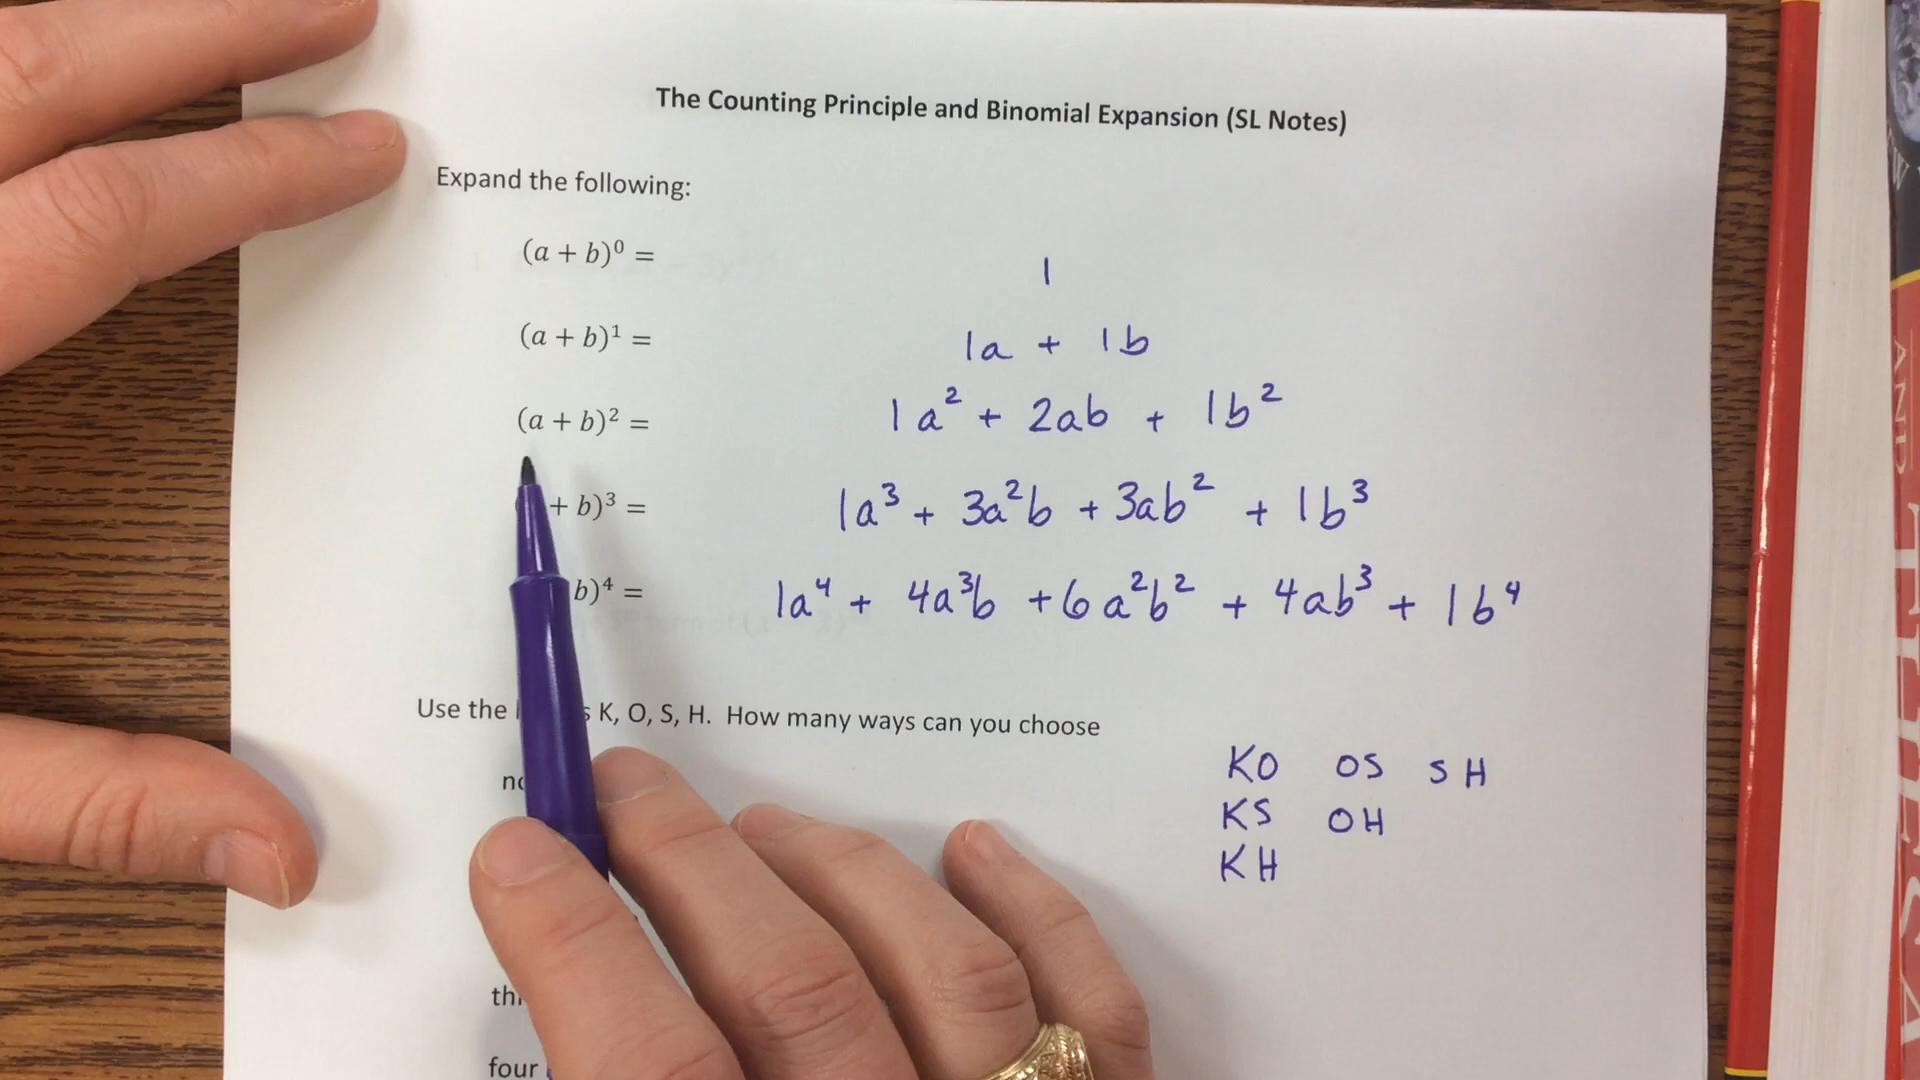 The Counting Principle and Binomial Expansion (SL Notes)
Expand the following:
(a + b)⁰ = 1
(a + b)¹ = 1a + 1b
(a + b)² = 1a² + 2ab + 1b²
+ b)³ = 1a³ + 3a²b + 3ab² + 1b³
b)⁴ = 1a⁴ + 4a³b + 6a²b² + 4ab³ + 1b⁴
Use the K, O, S, H. How many ways can you choose
KO OS SH
KS OH
KH
four
AND